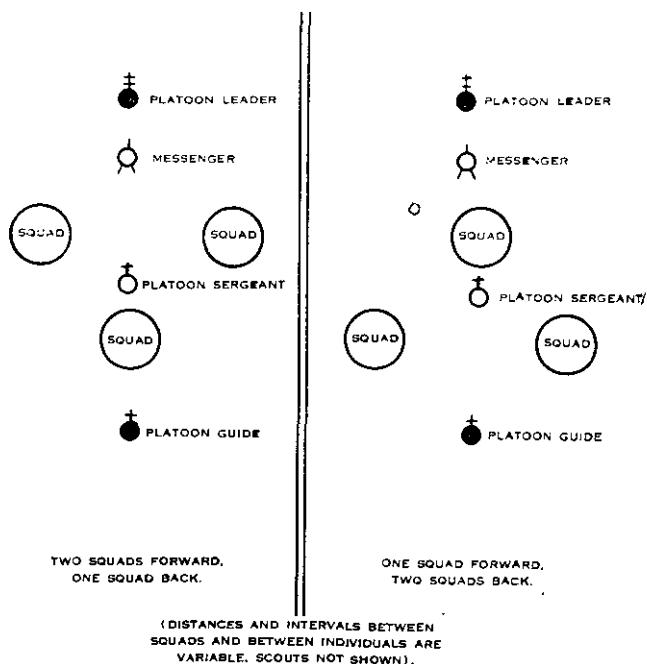 PLATOON LEADER
MESSENGER
SQUAD
SQUAD
PLATOON SERGEANT
SQUAD
PLATOON GUIDE
TWO SQUADS FORWARD,
ONE SQUAD BACK.
PLATOON LEADER
MESSENGER
SQUAD
PLATOON SERGEANT/
SQUAD
SQUAD
PLATOON GUIDE
ONE SQUAD FORWARD,
TWO SQUADS BACK.
(DISTANCES AND INTERVALS BETWEEN
SQUADS AND BETWEEN INDIVIDUALS ARE
VARIABLE. SCOUTS NOT SHOWN).